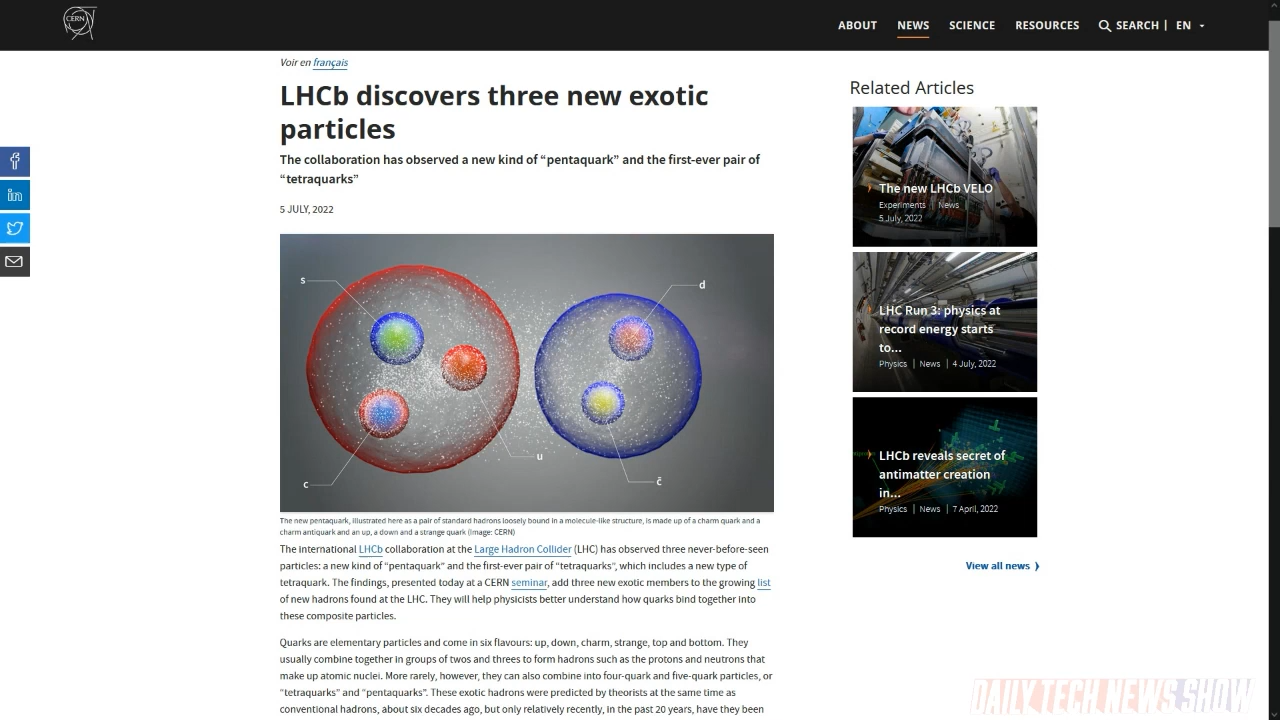 CERN
ABOUT
NEWS
SCIENCE
RESOURCES
SEARCH |
EN
Voir en français
LHCb discovers three new exotic
particles
The collaboration has observed a new kind of “pentaquark” and the first-ever pair of
“tetraquarks”
5 JULY, 2022
s
d
u
c
c̄
The new pentaquark, illustrated here as a pair of standard hadrons loosely bound in a molecule-like structure, is made up of a charm quark and a
charm antiquark and an up, a down and a strange quark (Image: CERN)
The international LHCb collaboration at the Large Hadron Collider (LHC) has observed three never-before-seen
particles: a new kind of “pentaquark” and the first-ever pair of “tetraquarks”, which includes a new type of
tetraquark. The findings, presented today at a CERN seminar, add three new exotic members to the growing list
of new hadrons found at the LHC. They will help physicists better understand how quarks bind together into
these composite particles.
Quarks are elementary particles and come in six flavours: up, down, charm, strange, top and bottom. They
usually combine together in groups of twos and threes to form hadrons such as the protons and neutrons that
make up atomic nuclei. More rarely, however, they can also combine into four-quark and five-quark particles, or
“tetraquarks” and “pentaquarks”. These exotic hadrons were predicted by theorists at the same time as
conventional hadrons, about six decades ago, but only relatively recently, in the past 20 years, have they been
Related Articles
The new LHCb VELO
Experiments | News |
5 July, 2022
LHC Run 3: physics at
record energy starts
to...
Physics | News | 4 July, 2022
LHCb reveals secret of
antimatter creation
in...
Physics | News | 7 April, 2022
View all news
DAILY TECH NEWS SHOW